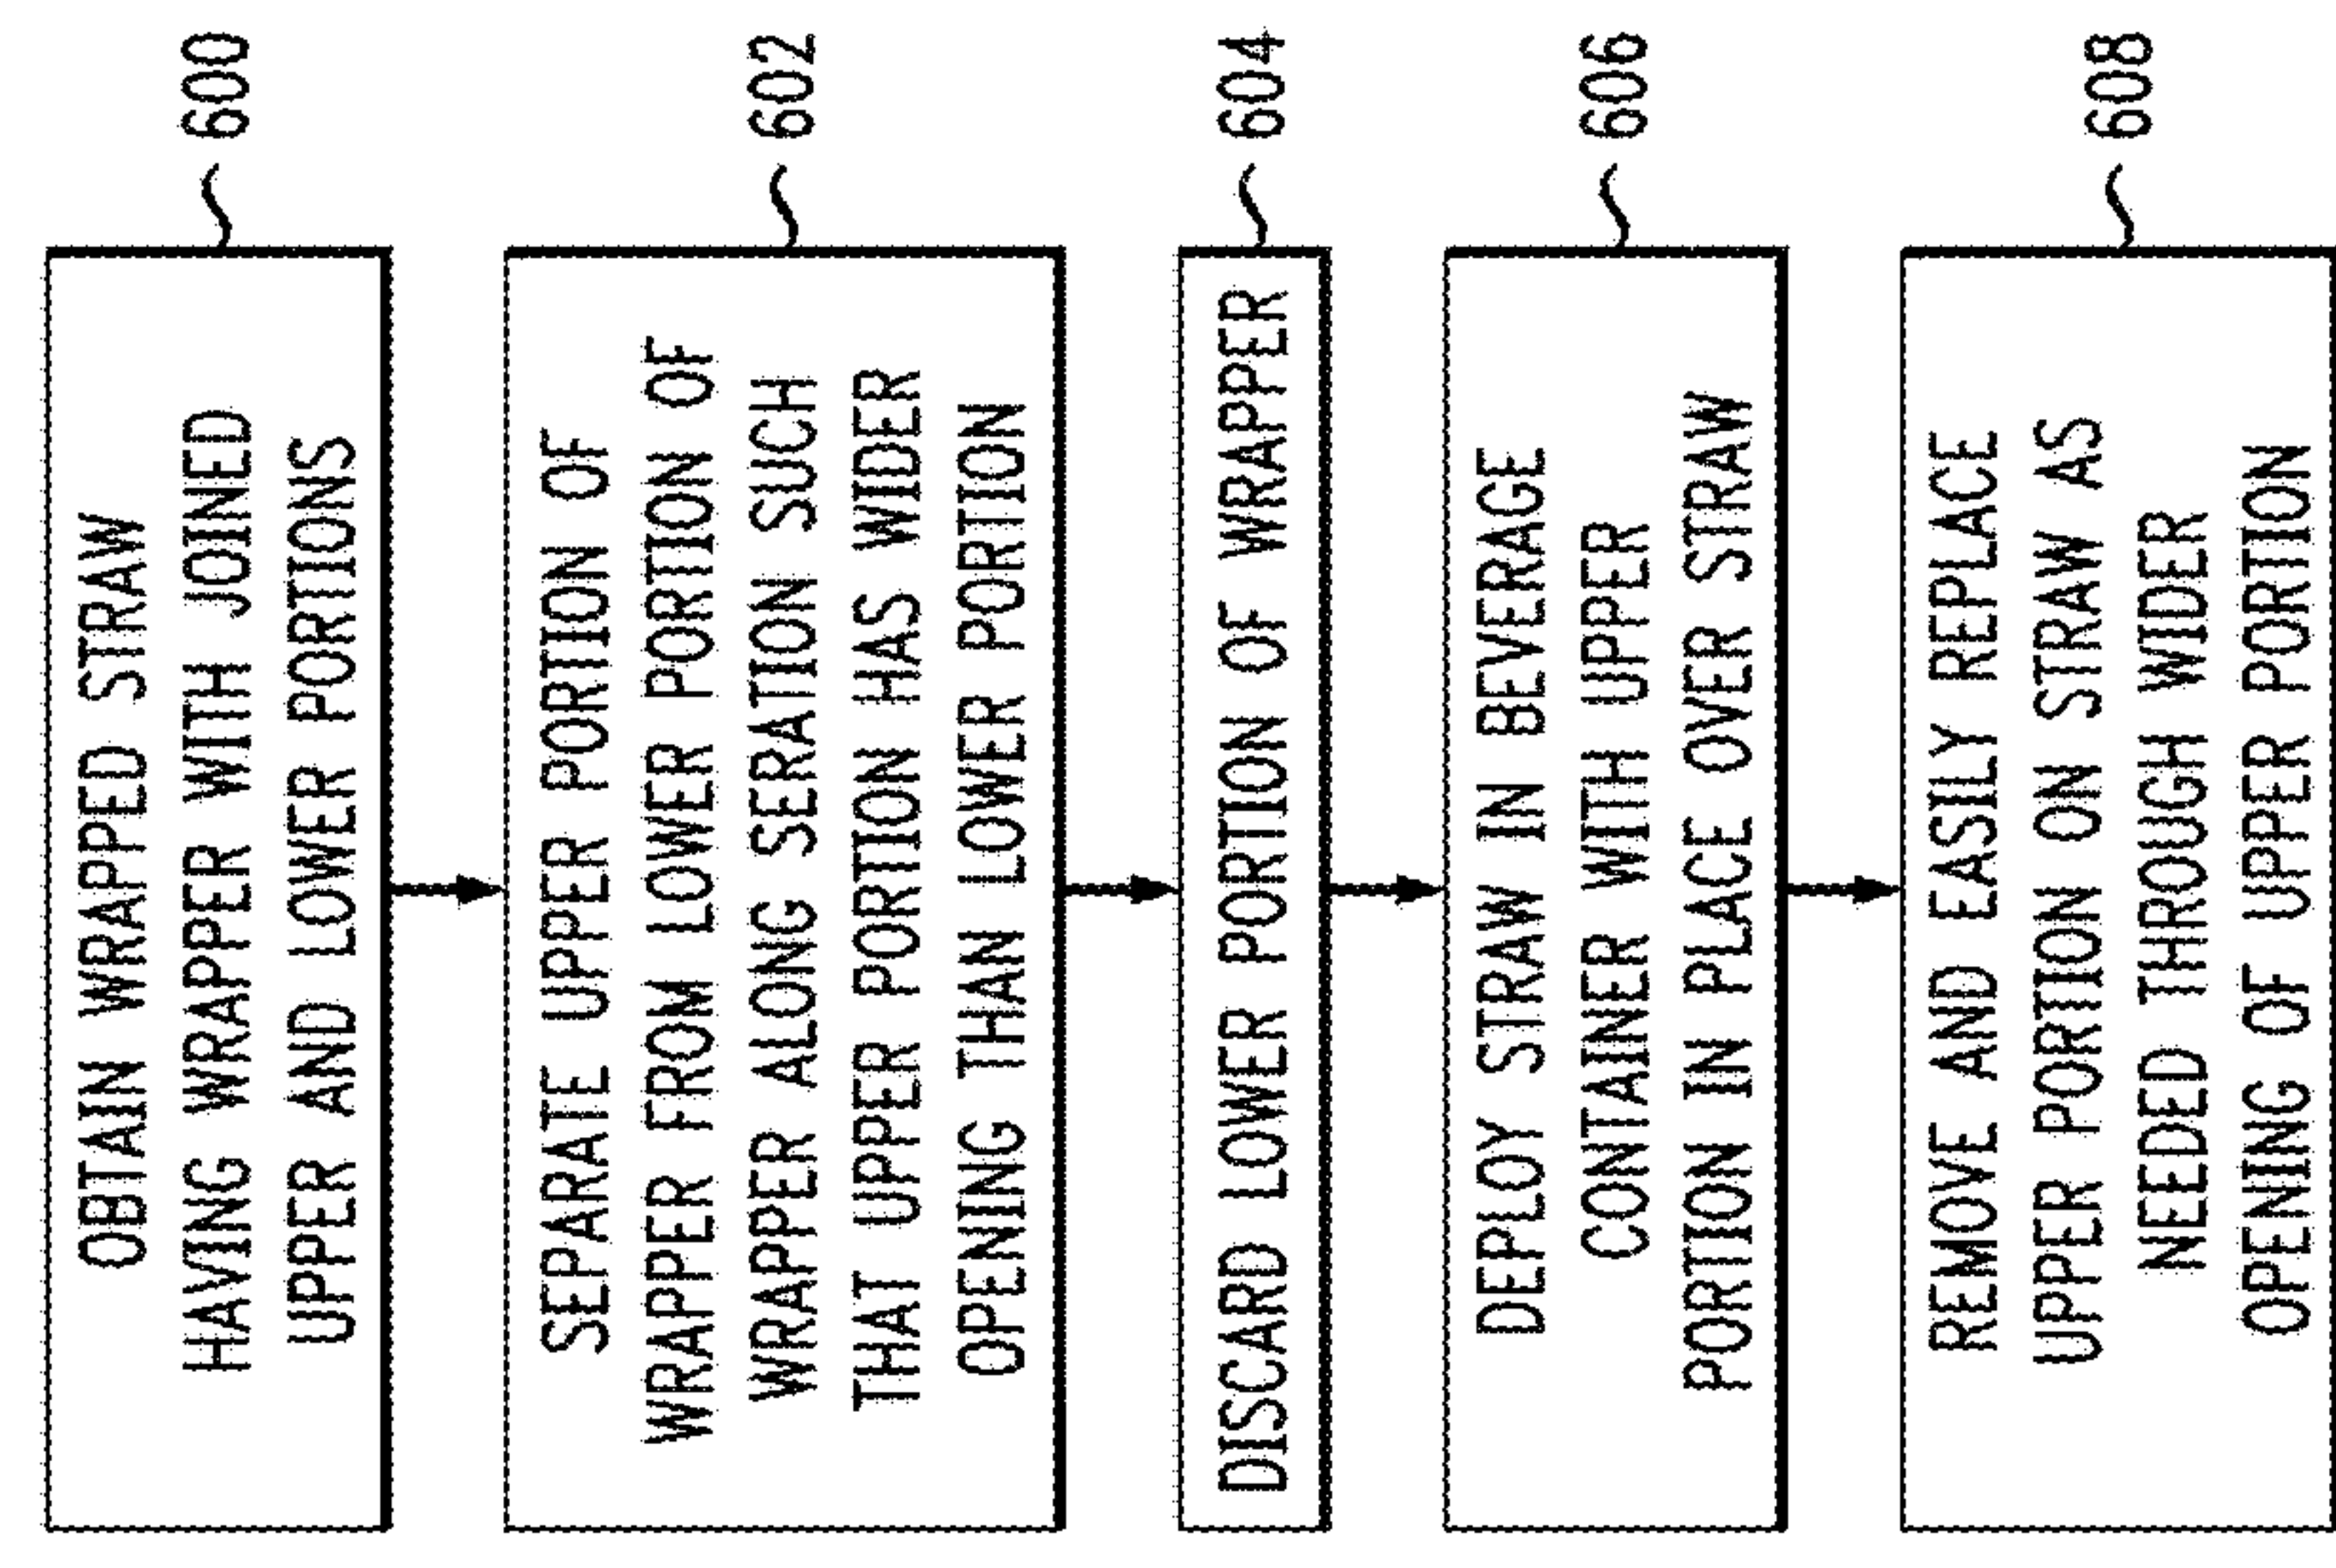 OBTAIN WRAPPED STRAW
HAVING WRAPPER WITH JOINED
UPPER AND LOWER PORTIONS
600
SEPARATE UPPER PORTION OF
WRAPPER FROM LOWER PORTION OF
WRAPPER ALONG SERATION SUCH
THAT UPPER PORTION HAS WIDER
OPENING THAN LOWER PORTION
602
DISCARD LOWER PORTION OF WRAPPER
604
DEPLOY STRAW IN BEVERAGE
CONTAINER WITH UPPER
PORTION IN PLACE OVER STRAW
606
REMOVE AND EASILY REPLACE
UPPER PORTION ON STRAW AS
NEEDED THROUGH WIDER
OPENING OF UPPER PORTION
608